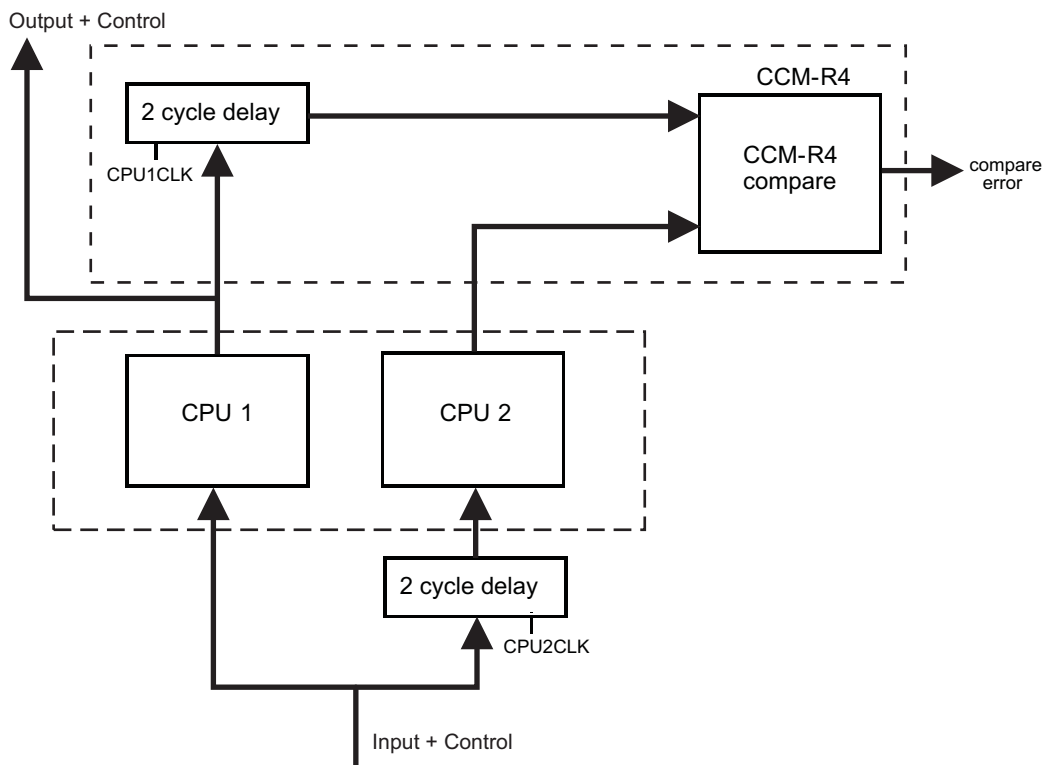 Output + Control
CCM-R4
2 cycle delay
CPU1CLK
CCM-R4
compare
compare
error
CPU 1
CPU 2
2 cycle delay
CPU2CLK
Input + Control